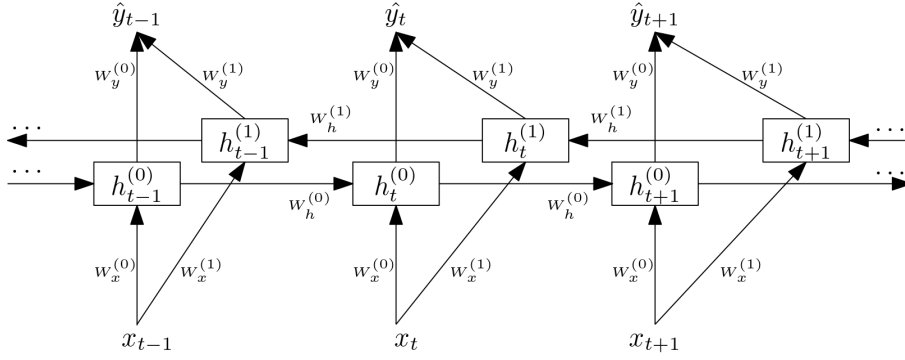 ŷ_{t−1} ŷ_t ŷ_{t+1}
W_y^{(0)} W_y^{(1)} W_y^{(0)} W_y^{(1)} W_y^{(0)} W_y^{(1)}
... W_h^{(1)} W_h^{(1)} ...
h_{t−1}^{(1)} h_t^{(1)} h_{t+1}^{(1)}
... ...
h_{t−1}^{(0)} h_t^{(0)} h_{t+1}^{(0)}
W_h^{(0)} W_h^{(0)}
W_x^{(0)} W_x^{(1)} W_x^{(0)} W_x^{(1)} W_x^{(0)} W_x^{(1)}
x_{t−1} x_t x_{t+1}